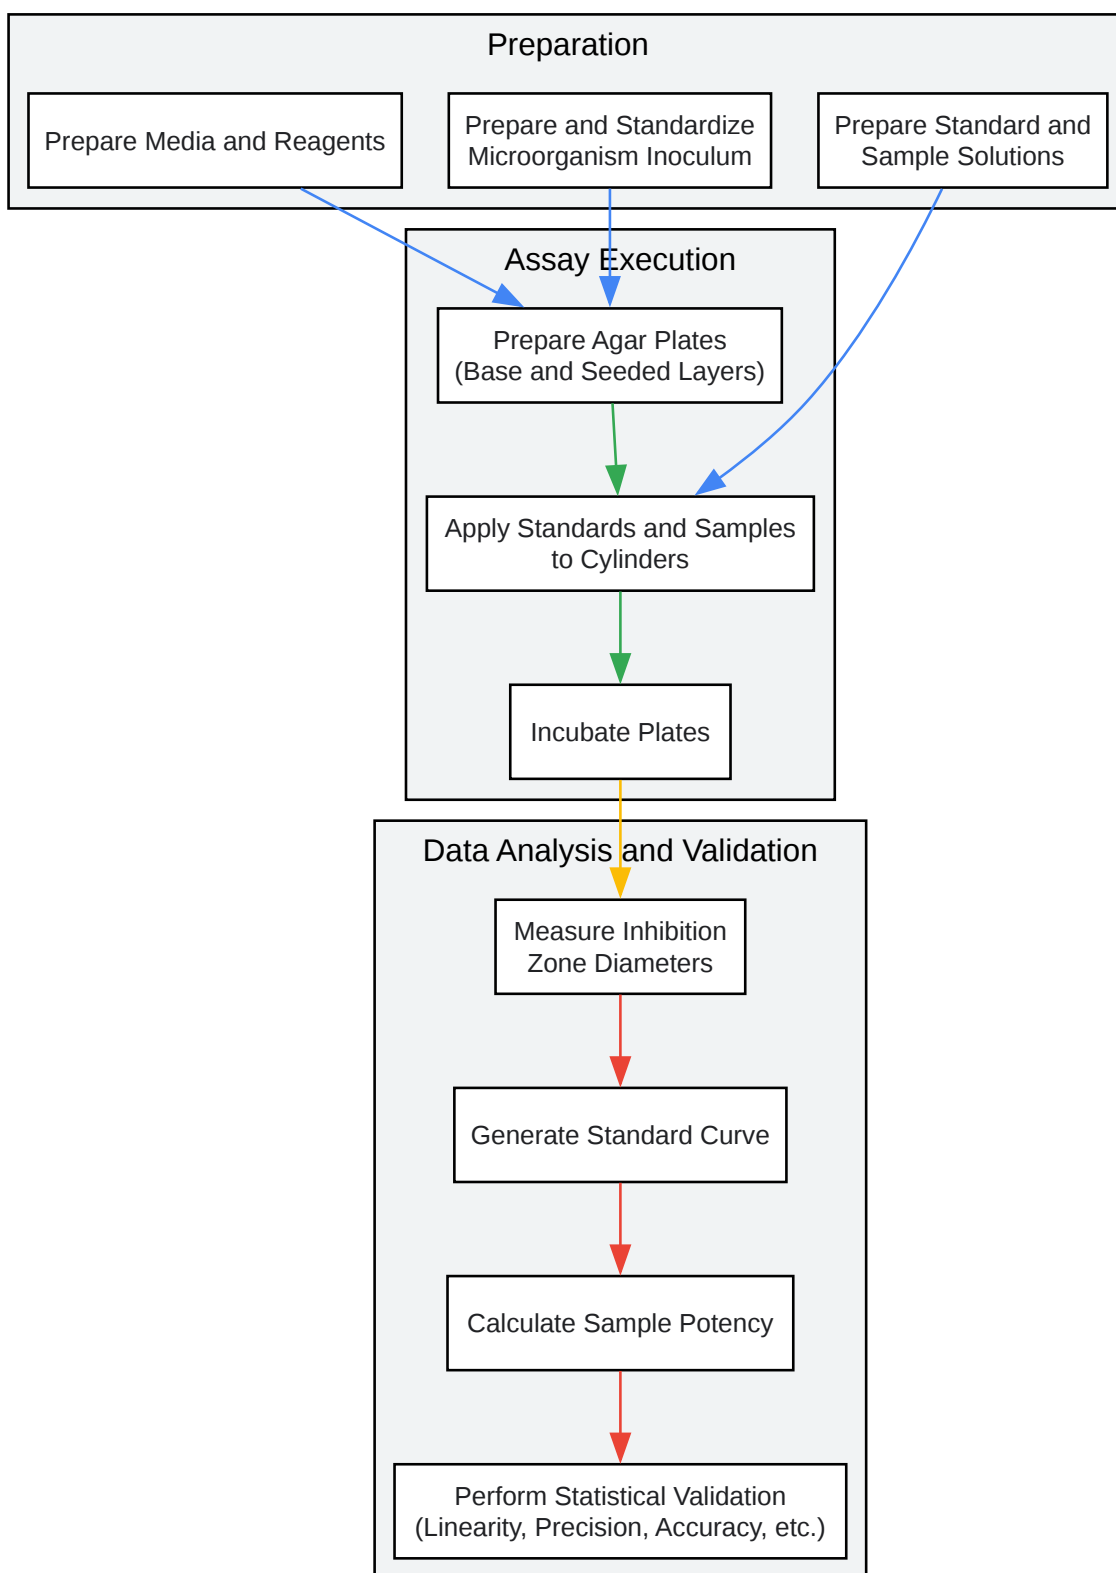 Preparation
Prepare Media and Reagents
Prepare and Standardize
Microorganism Inoculum
Prepare Standard and
Sample Solutions
Assay Execution
Prepare Agar Plates
(Base and Seeded Layers)
Apply Standards and Samples
to Cylinders
Incubate Plates
Data Analysis and Validation
Measure Inhibition
Zone Diameters
Generate Standard Curve
Calculate Sample Potency
Perform Statistical Validation
(Linearity, Precision, Accuracy, etc.)